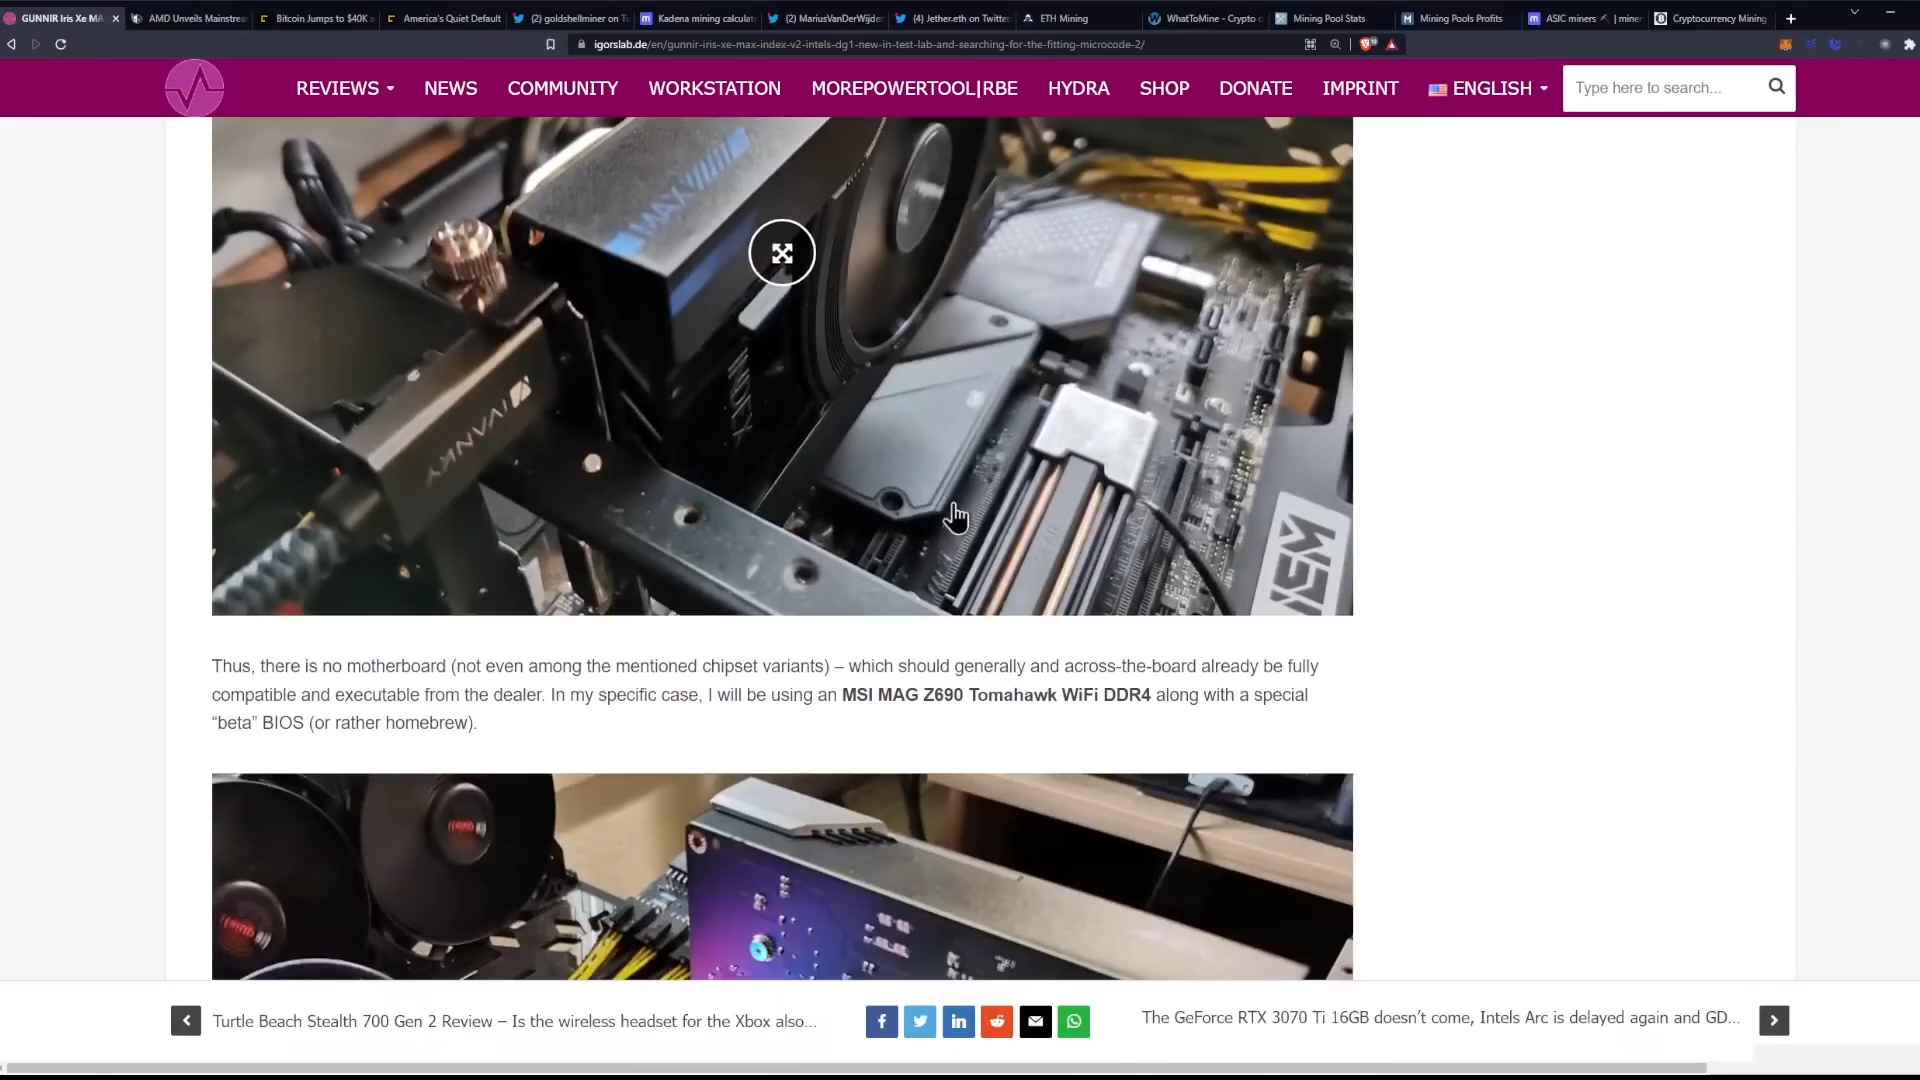 GUNNIR Iris Xe MA
AMD Unveils Mainstrea
Bitcoin Jumps to $40K a
America's Quiet Default
(2) goldshellminer on Tw
Kadena mining calculat
(2) MariusVanDerWijden
(4) Jether.eth on Twitter
ETH Mining
WhatToMine - Crypto c
Mining Pool Stats
Mining Pools Profits
ASIC miners ⛏ | miner
Cryptocurrency Mining
igorslab.de/en/gunnir-iris-xe-max-index-v2-intels-dg1-new-in-test-lab-and-searching-for-the-fitting-microcode-2/
REVIEWS
NEWS
COMMUNITY
WORKSTATION
MOREPOWERTOOL|RBE
HYDRA
SHOP
DONATE
IMPRINT
ENGLISH
Type here to search...
MAX
Thus, there is no motherboard (not even among the mentioned chipset variants) – which should generally and across-the-board already be fully
compatible and executable from the dealer. In my specific case, I will be using an MSI MAG Z690 Tomahawk WiFi DDR4 along with a special
“beta” BIOS (or rather homebrew).
Turtle Beach Stealth 700 Gen 2 Review – Is the wireless headset for the Xbox also...
The GeForce RTX 3070 Ti 16GB doesn’t come, Intels Arc is delayed again and GD...